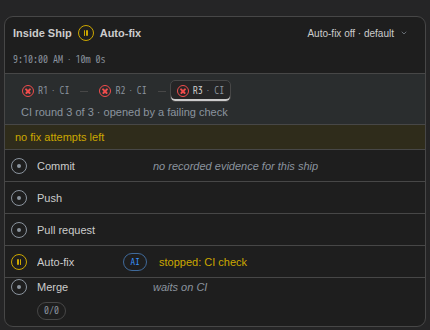 Inside Ship Auto-fix Auto-fix off · default
9:10:00 AM · 10m 0s
R1 · CI — R2 · CI — R3 · CI
CI round 3 of 3 · opened by a failing check
no fix attempts left
Commit no recorded evidence for this ship
Push
Pull request
Auto-fix AI stopped: CI check
Merge waits on CI
0/0